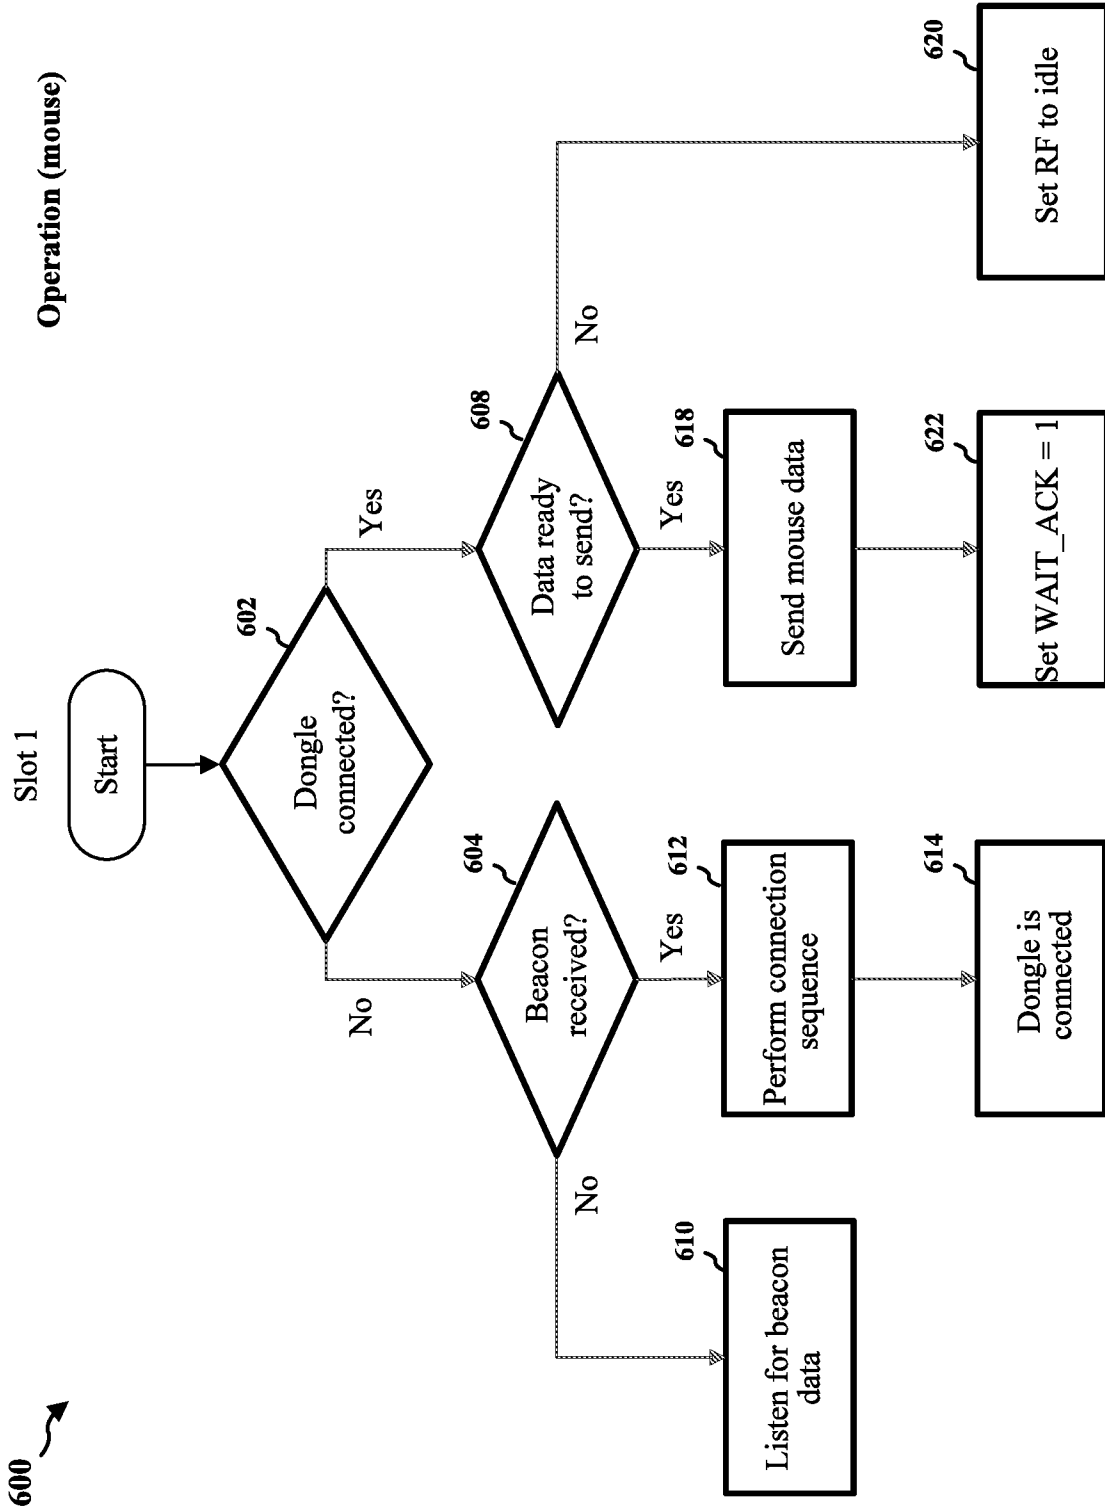 600
Operation (mouse)
Slot 1
Start
602
Dongle
connected?
No
Yes
604
Beacon
received?
608
Data ready
to send?
No
Yes
Yes
No
610
Listen for beacon
data
612
Perform connection
sequence
618
Send mouse data
614
Dongle is
connected
622
Set WAIT_ACK = 1
620
Set RF to idle